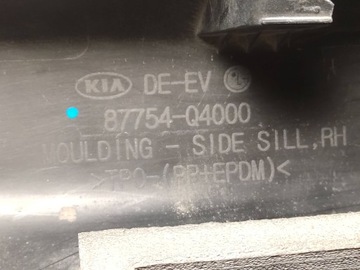 KIA DE-EV
87754-Q4000
MOULDING - SIDE SILL,RH
>TPO-(PP+EPDM)<